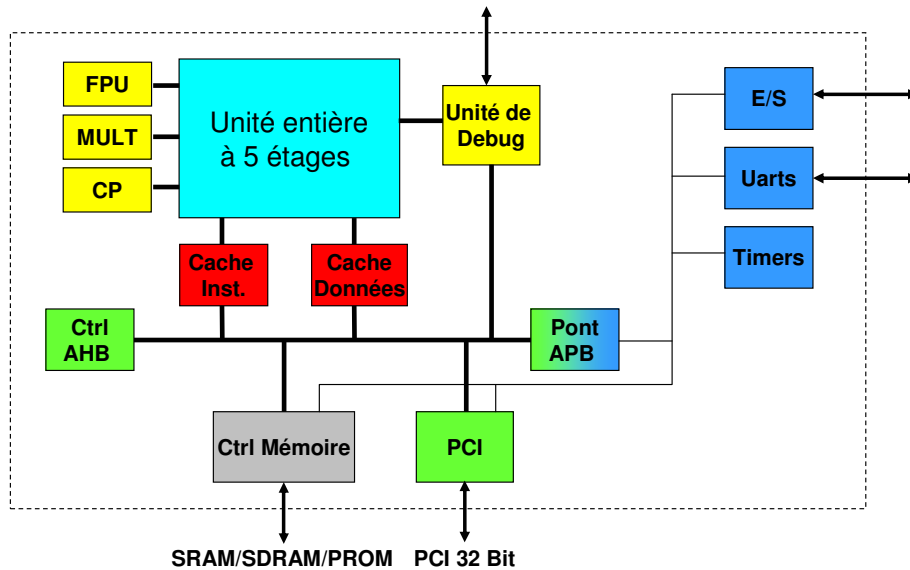 FPU
MULT
CP
Unité entière
à 5 étages
Unité de
Debug
E/S
Uarts
Timers
Cache
Inst.
Cache
Données
Ctrl
AHB
Pont
APB
Ctrl Mémoire
PCI
SRAM/SDRAM/PROM
PCI 32 Bit